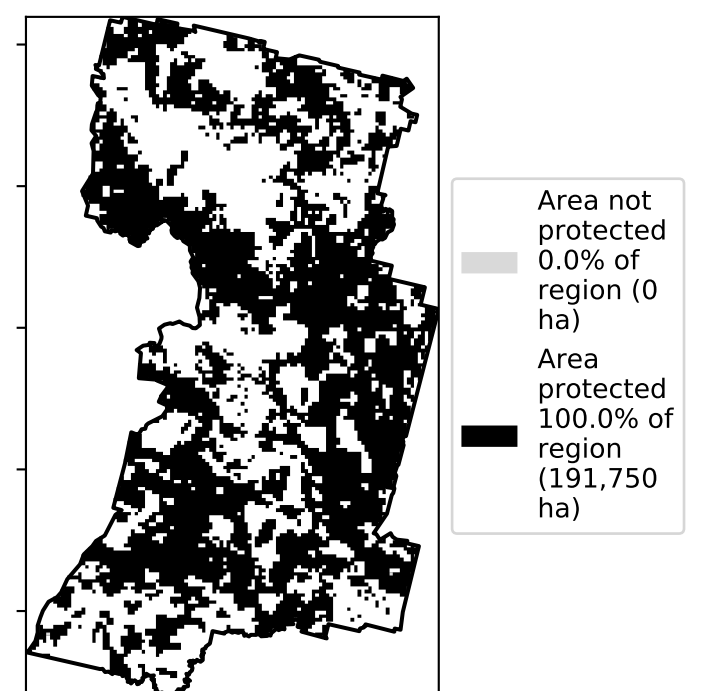 Area not
protected
0.0% of
region (0
ha)
Area
protected
100.0% of
region
(191,750
ha)